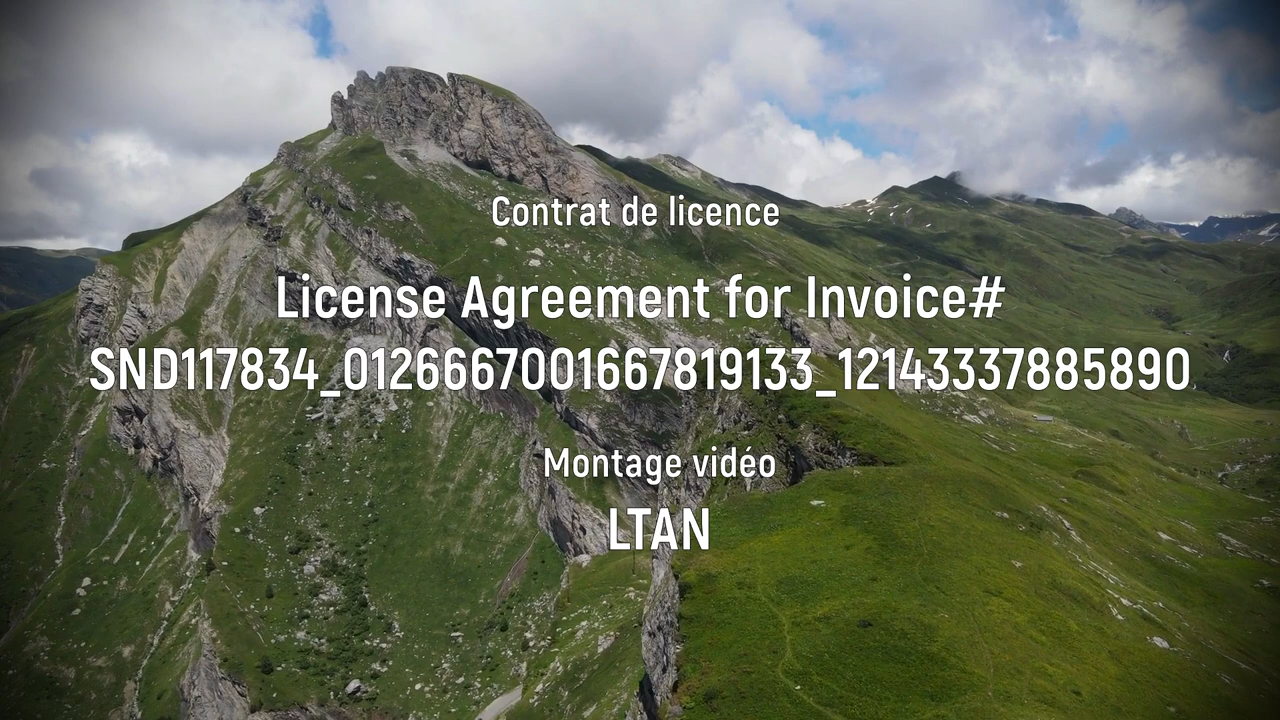 Contrat de licence
License Agreement for Invoice#
SND117834_0126667001667819133_12143337885890
Montage vidéo
LTAN